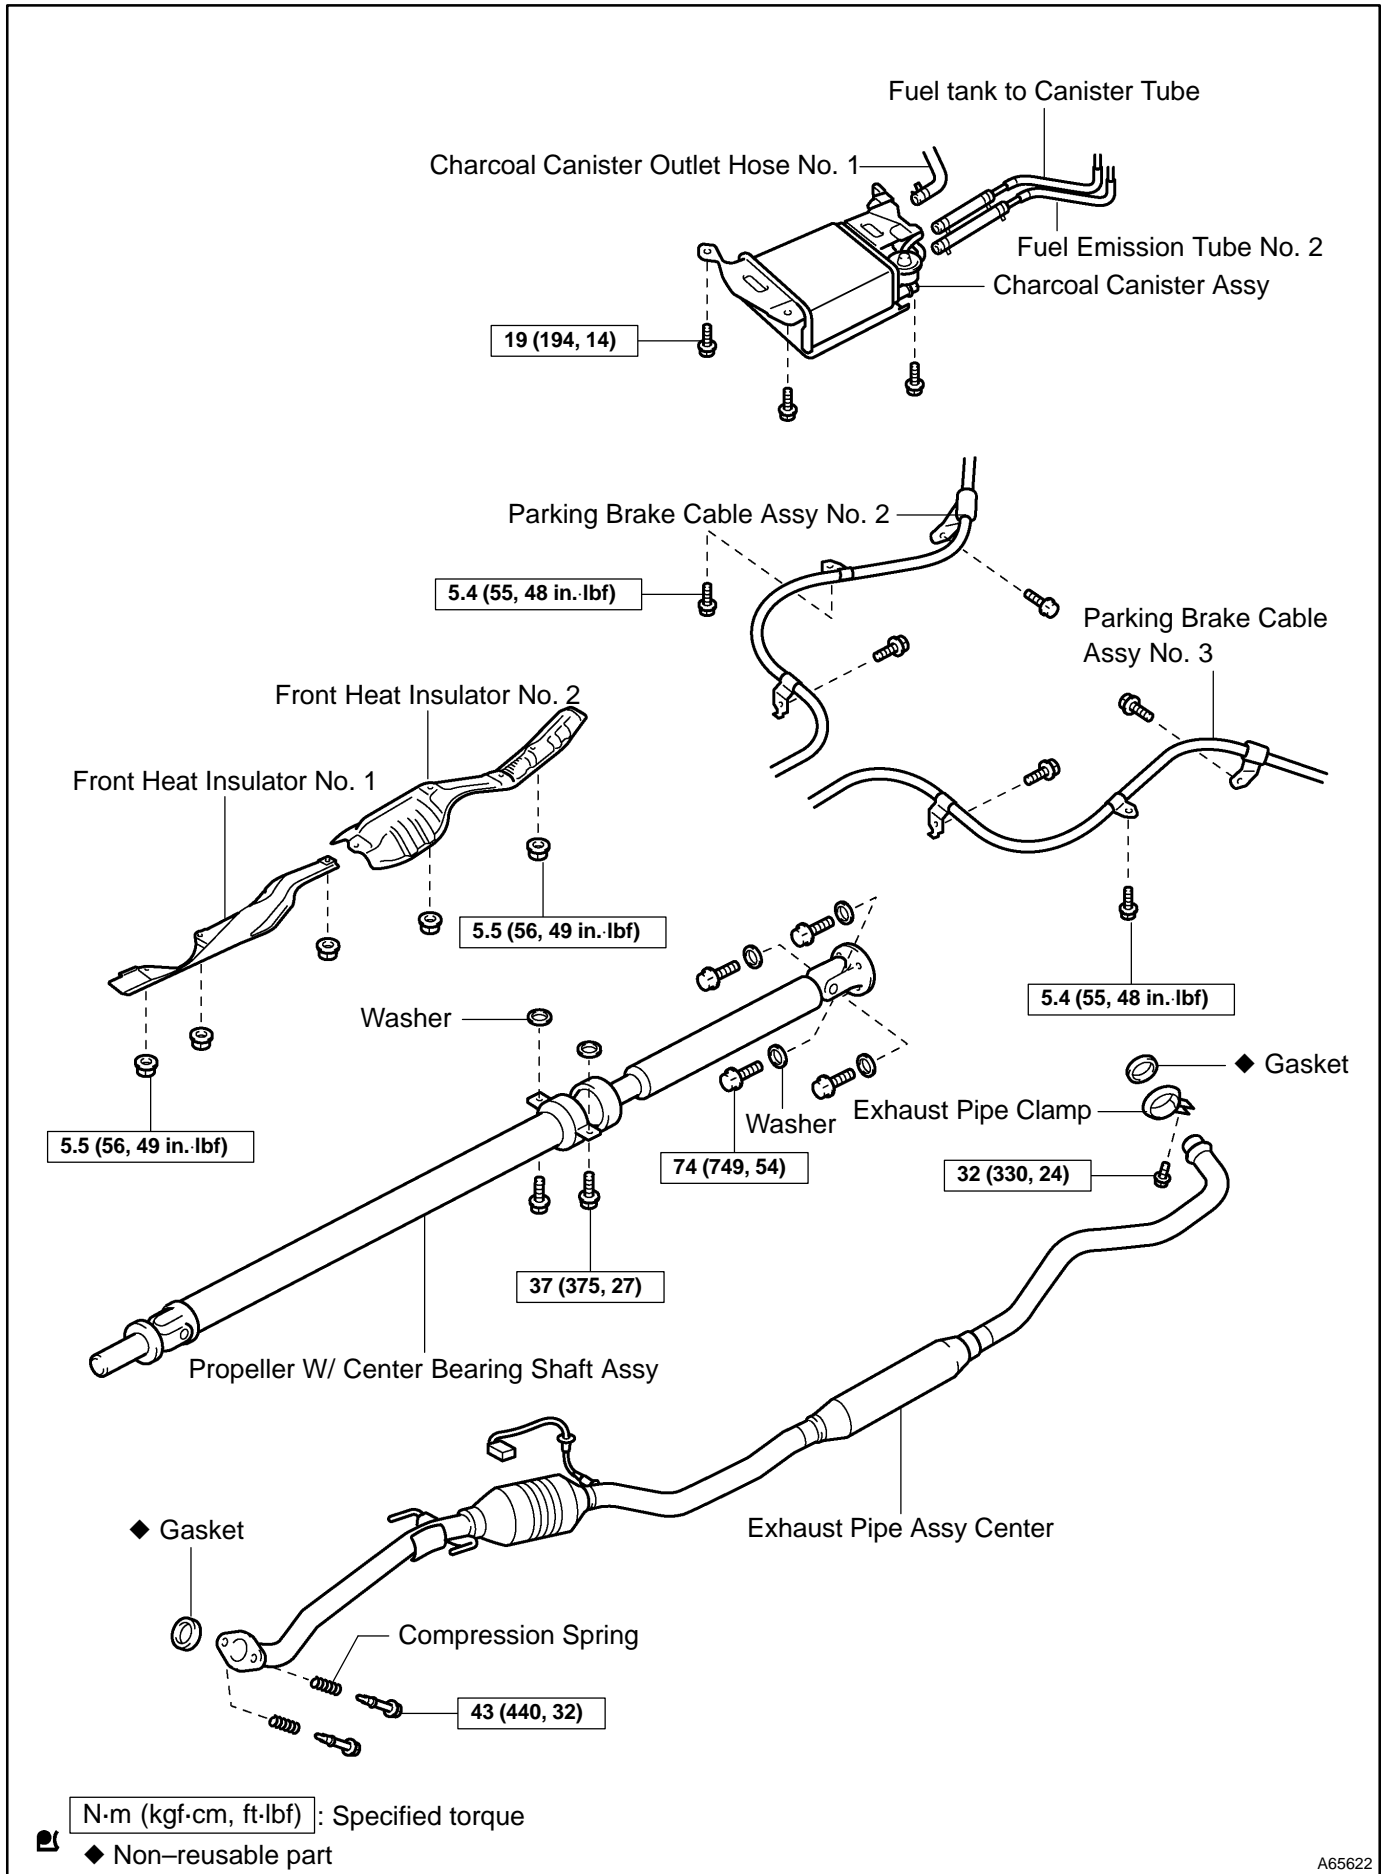 Fuel tank to Canister Tube
Charcoal Canister Outlet Hose No. 1
Fuel Emission Tube No. 2
Charcoal Canister Assy
19 (194, 14)
Parking Brake Cable Assy No. 2
5.4 (55, 48 in.·lbf)
Parking Brake Cable
Assy No. 3
Front Heat Insulator No. 2
Front Heat Insulator No. 1
5.5 (56, 49 in.·lbf)
5.4 (55, 48 in.·lbf)
Washer
◆ Gasket
Exhaust Pipe Clamp
Washer
5.5 (56, 49 in.·lbf)
74 (749, 54)
32 (330, 24)
37 (375, 27)
Propeller W/ Center Bearing Shaft Assy
◆ Gasket
Exhaust Pipe Assy Center
Compression Spring
43 (440, 32)
N·m (kgf·cm, ft·lbf) : Specified torque
◆ Non–reusable part
A65622